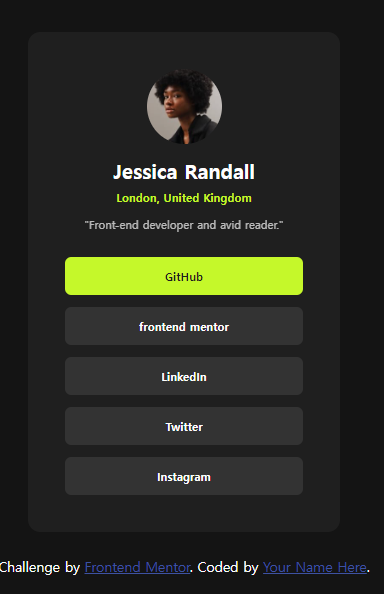 Jessica Randall
London, United Kingdom
"Front-end developer and avid reader."
GitHub
frontend mentor
LinkedIn
Twitter
Instagram
Challenge by Frontend Mentor. Coded by Your Name Here.